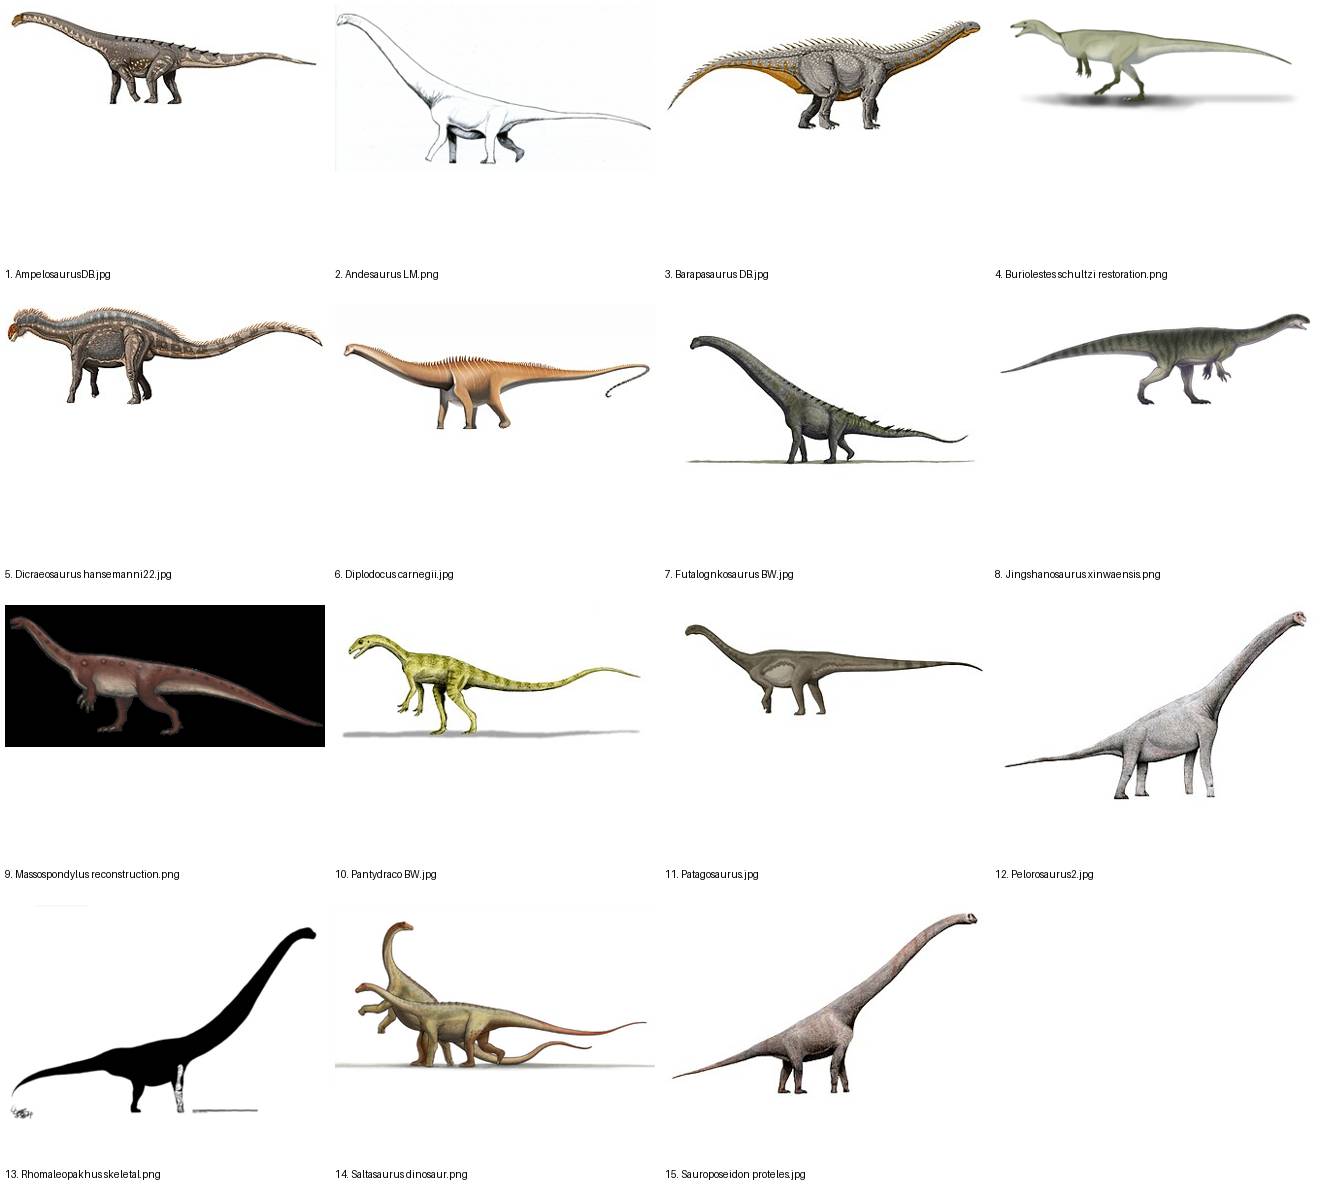 1. AmpelosaurusDB.jpg
2. Andesaurus LM.png
3. Barapasaurus DB.jpg
4. Buriolestes schultzi restoration.png
5. Dicraeosaurus hansemanni22.jpg
6. Diplodocus carnegii.jpg
7. Futalognkosaurus BW.jpg
8. Jingshanosaurus xinwaensis.png
9. Massospondylus reconstruction.png
10. Pantydraco BW.jpg
11. Patagosaurus.jpg
12. Pelorosaurus2.jpg
13. Rhomaleopakhus skeletal.png
14. Saltasaurus dinosaur.png
15. Sauroposeidon proteles.jpg